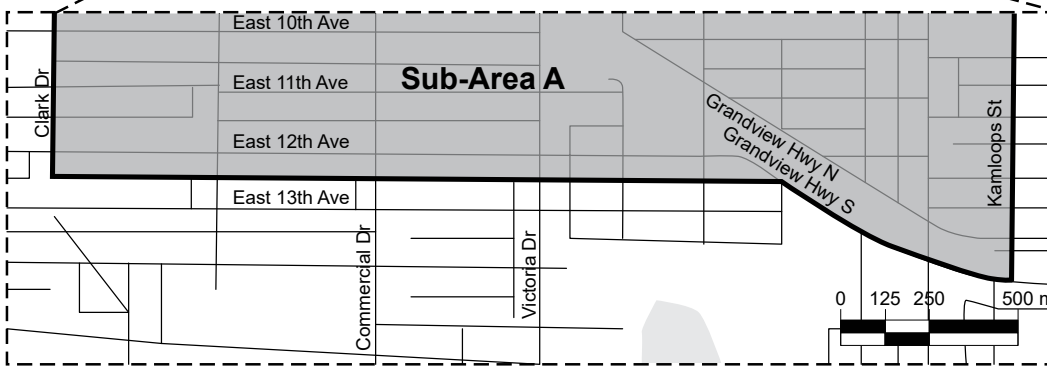 East 10th Ave
Sub-Area A
East 11th Ave
Clark Dr
Grandview Hwy N
Grandview Hwy S
East 12th Ave
Kamloops St
East 13th Ave
Commercial Dr
Victoria Dr
0 125 250 500 m